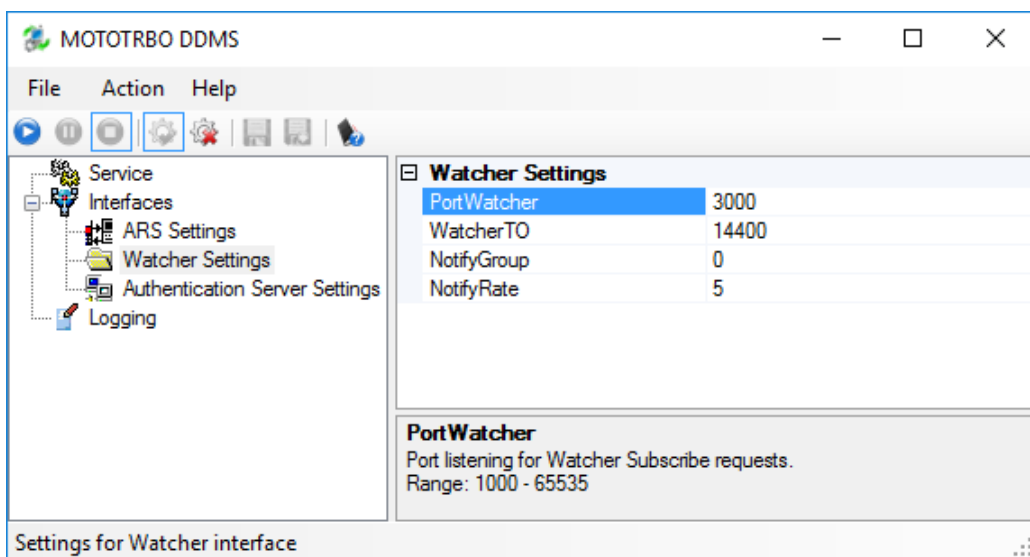 MOTOTRBO DDMS
File Action Help
Service
Interfaces
ARS Settings
Watcher Settings
Authentication Server Settings
Logging
Watcher Settings
PortWatcher 3000
WatcherTO 14400
NotifyGroup 0
NotifyRate 5
PortWatcher
Port listening for Watcher Subscribe requests.
Range: 1000 - 65535
Settings for Watcher interface